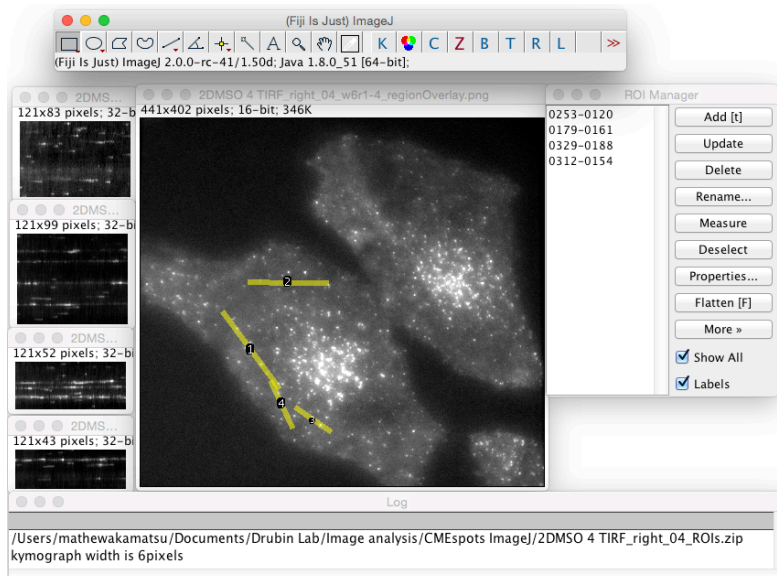 (Fiji Is Just) ImageJ
A K C Z B T R L >>
(Fiji Is Just) ImageJ 2.0.0-rc-41/1.50d; Java 1.8.0_51 [64-bit];
2DMS...
121x83 pixels; 32-b
2DMS...
121x99 pixels; 32-bi
2DMS...
121x52 pixels; 32-bi
2DMS...
121x43 pixels; 32-bi
2DMSO 4 TIRF_right_04_w6r1-4_regionOverlay.png
441x402 pixels; 16-bit; 346K
2
1
4
3
ROI Manager
0253-0120
0179-0161
0329-0188
0312-0154
Add [t]
Update
Delete
Rename...
Measure
Deselect
Properties...
Flatten [F]
More »
Show All
Labels
Log
/Users/mathewakamatsu/Documents/Drubin Lab/Image analysis/CMEspots ImageJ/2DMSO 4 TIRF_right_04_ROIs.zip
kymograph width is 6pixels